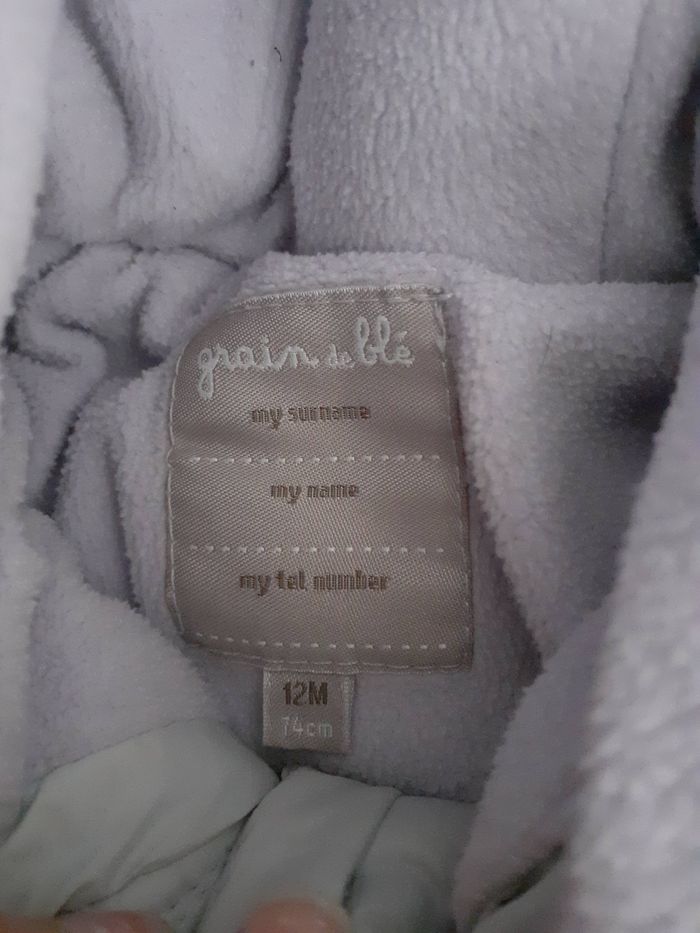 grain de blé
my surname
my name
my tel number
12M
74cm